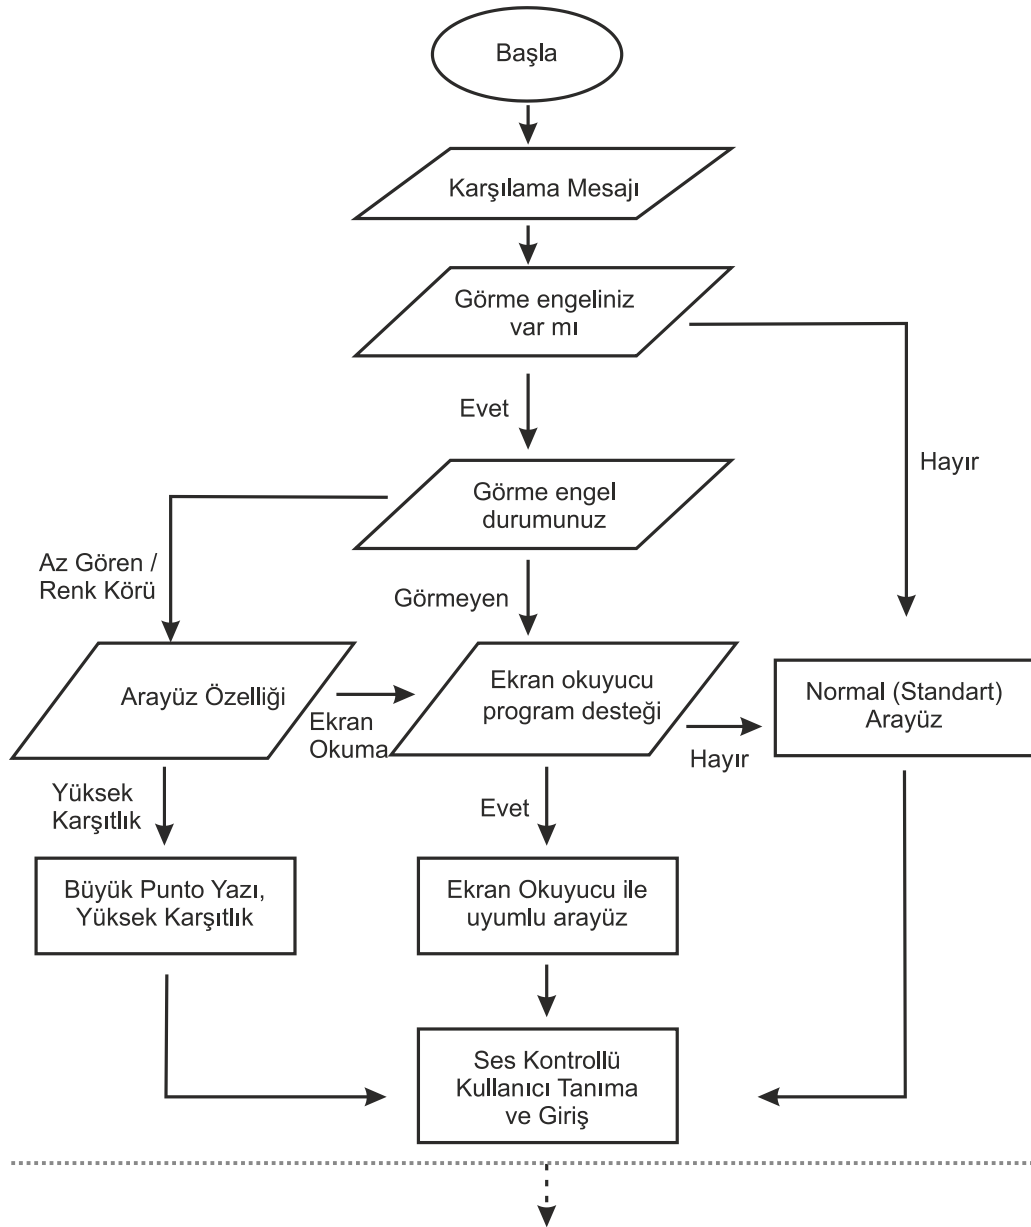 Başla
Karşılama Mesajı
Görme engeliniz
var mı
Evet
Hayır
Görme engel
durumunuz
Az Gören /
Renk Körü
Görmeyen
Arayüz Özelliği
Ekran
Okuma
Ekran okuyucu
program desteği
Hayır
Normal (Standart)
Arayüz
Yüksek
Karşıtlık
Evet
Büyük Punto Yazı,
Yüksek Karşıtlık
Ekran Okuyucu ile
uyumlu arayüz
Ses Kontrollü
Kullanıcı Tanıma
ve Giriş